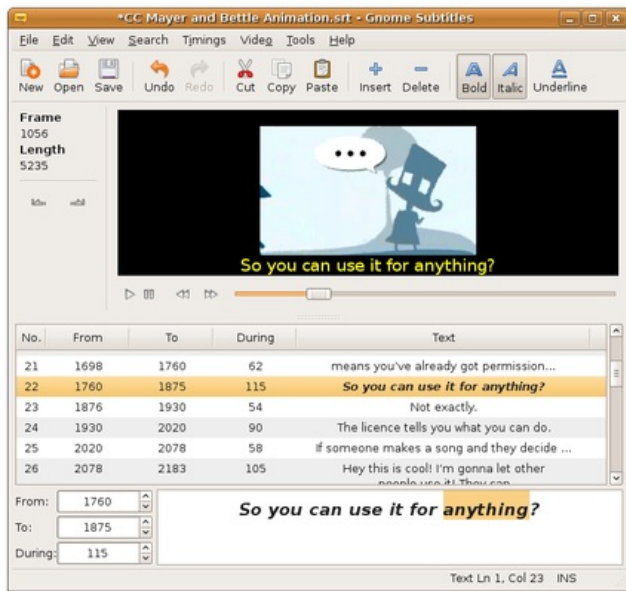 *CC Mayer and Bettle Animation.srt - Gnome Subtitles
File Edit View Search Timings Video Tools Help
New Open Save Undo Redo Cut Copy Paste Insert Delete Bold Italic Underline
Frame
1056
Length
5235
So you can use it for anything?
No. From To During Text
21 1698 1760 62 means you've already got permission...
22 1760 1875 115 So you can use it for anything?
23 1876 1930 54 Not exactly.
24 1930 2020 90 The licence tells you what you can do.
25 2020 2078 58 If someone makes a song and they decide ...
26 2078 2183 105 Hey this is cool! I'm gonna let other
people use it! They can
From: 1760
To: 1875
During: 115
So you can use it for anything?
Text Ln 1, Col 23 INS